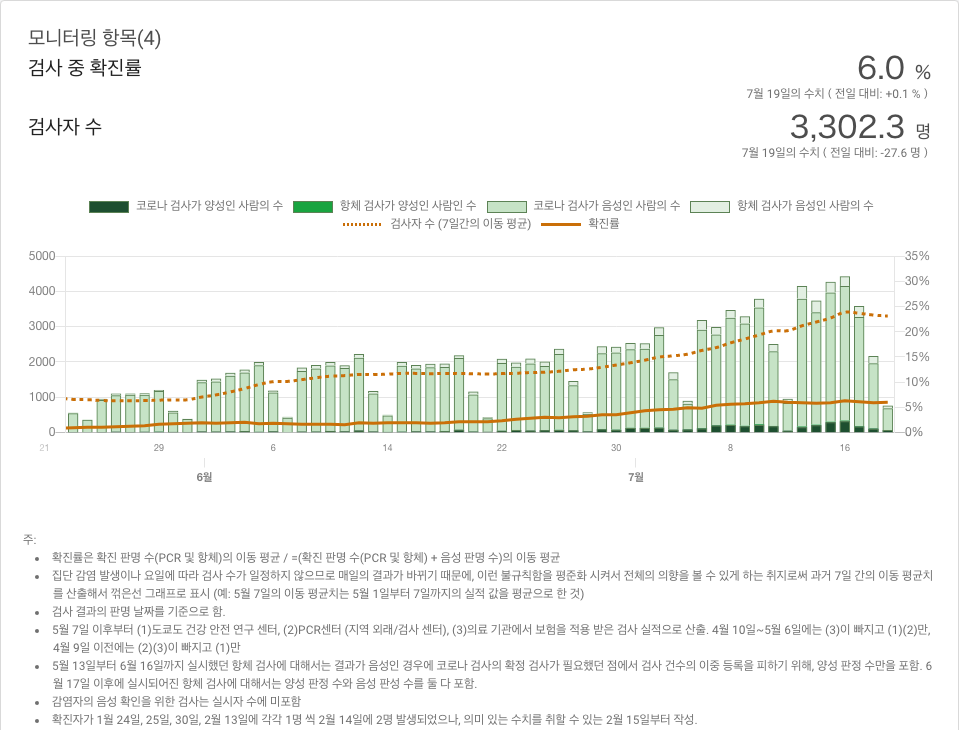 모니터링 항목(4)
검사 중 확진률
6.0 %
7월 19일의 수치 ( 전일 대비: +0.1 % )
검사자 수
3,302.3 명
7월 19일의 수치 ( 전일 대비: -27.6 명 )
코로나 검사가 양성인 사람의 수 항체 검사가 양성인 사람인 수 코로나 검사가 음성인 사람의 수 항체 검사가 음성인 사람의 수
검사자 수 (7일간의 이동 평균) 확진률
5000 35%
30%
4000
25%
3000 20%
2000 15%
10%
1000
5%
0 0%
21 29 6 14 22 30 8 16
6월 7월
주:
확진률은 확진 판명 수(PCR 및 항체)의 이동 평균 / =(확진 판명 수(PCR 및 항체) + 음성 판명 수)의 이동 평균
집단 감염 발생이나 요일에 따라 검사 수가 일정하지 않으므로 매일의 결과가 바뀌기 때문에, 이런 불규칙함을 평준화 시켜서 전체의 의향을 볼 수 있게 하는 취지로써 과거 7일 간의 이동 평균치
를 산출해서 꺾은선 그래프로 표시 (예: 5월 7일의 이동 평균치는 5월 1일부터 7일까지의 실적 값을 평균으로 한 것)
검사 결과의 판명 날짜를 기준으로 함.
5월 7일 이후부터 (1)도쿄도 건강 안전 연구 센터, (2)PCR센터 (지역 외래/검사 센터), (3)의료 기관에서 보험을 적용 받은 검사 실적으로 산출. 4월 10일~5월 6일에는 (3)이 빠지고 (1)(2)만,
4월 9일 이전에는 (2)(3)이 빠지고 (1)만
5월 13일부터 6월 16일까지 실시했던 항체 검사에 대해서는 결과가 음성인 경우에 코로나 검사의 확정 검사가 필요했던 점에서 검사 건수의 이중 등록을 피하기 위해, 양성 판정 수만을 포함. 6
월 17일 이후에 실시되어진 항체 검사에 대해서는 양성 판정 수와 음성 판성 수를 둘 다 포함.
감염자의 음성 확인을 위한 검사는 실시자 수에 미포함
확진자가 1월 24일, 25일, 30일, 2월 13일에 각각 1명 씩 2월 14일에 2명 발생되었으나, 의미 있는 수치를 취할 수 있는 2월 15일부터 작성.